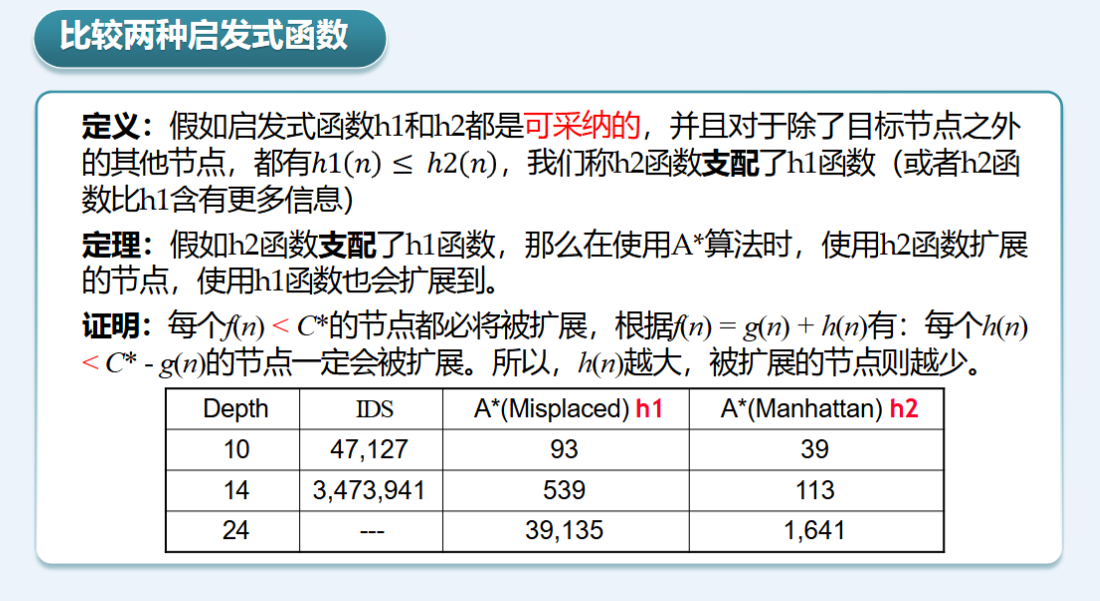 比较两种启发式函数
定义：假如启发式函数h1和h2都是可采纳的，并且对于除了目标节点之外
的其他节点，都有h1(n) ≤ h2(n)，我们称h2函数支配了h1函数（或者h2函
数比h1含有更多信息）
定理：假如h2函数支配了h1函数，那么在使用A*算法时，使用h2函数扩展
的节点，使用h1函数也会扩展到。
证明：每个f(n) < C*的节点都必将被扩展，根据f(n) = g(n) + h(n)有：每个h(n)
< C* - g(n)的节点一定会被扩展。所以，h(n)越大，被扩展的节点则越少。
Depth IDS A*(Misplaced) h1 A*(Manhattan) h2
10 47,127 93 39
14 3,473,941 539 113
24 --- 39,135 1,641